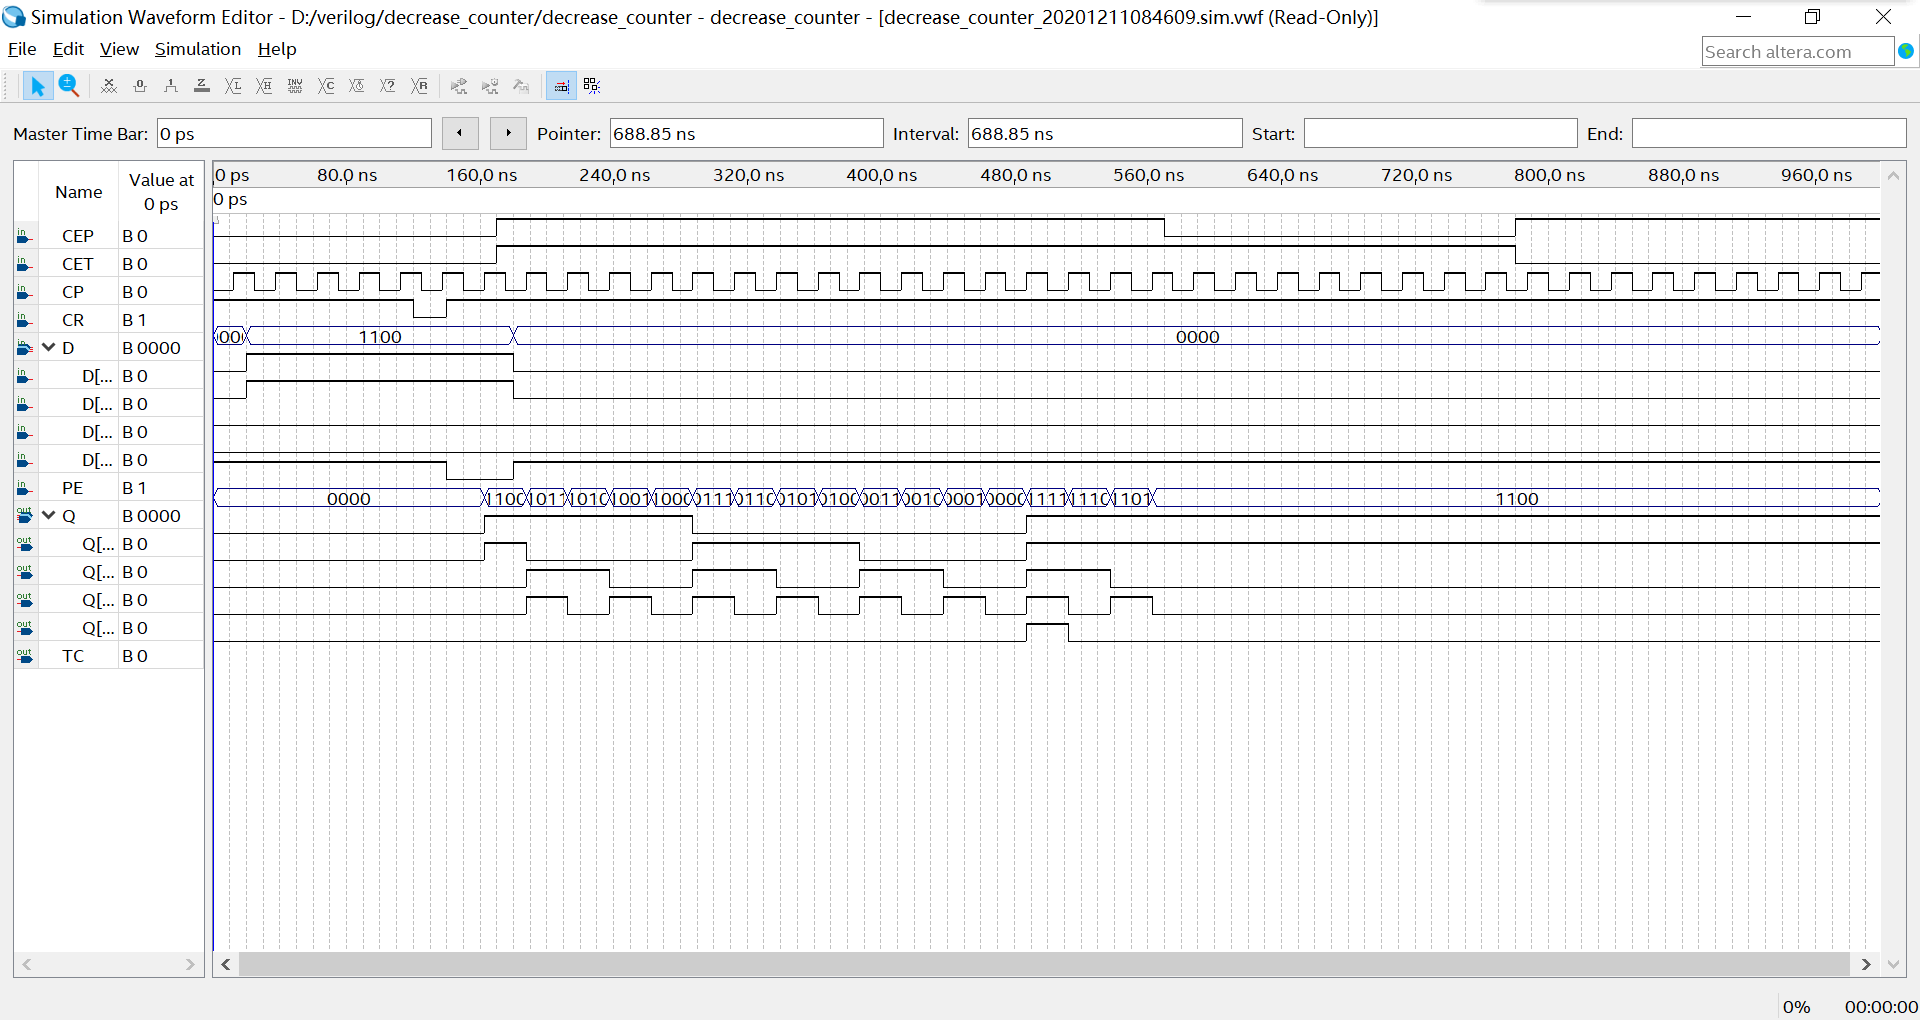 Simulation Waveform Editor - D:/verilog/decrease_counter/decrease_counter - decrease_counter - [decrease_counter_20201211084609.sim.vwf (Read-Only)]
File Edit View Simulation Help
Search altera.com
Master Time Bar: 0 ps Pointer: 688.85 ns Interval: 688.85 ns Start: End:
Name Value at 0 ps
0 ps 80.0 ns 160,0 ns 240,0 ns 320,0 ns 400,0 ns 480,0 ns 560,0 ns 640,0 ns 720,0 ns 800,0 ns 880,0 ns 960,0 ns
0 ps
CEP B 0
CET B 0
CP B 0
CR B 1
D B 0000
1100 0000
D[... B 0
D[... B 0
D[... B 0
D[... B 0
PE B 1
Q B 0000
0000 1100 1011 1010 1001 1000 0111 0110 0101 0100 0011 0010 0001 0000 1111 1110 1101 1100
Q[... B 0
Q[... B 0
Q[... B 0
Q[... B 0
TC B 0
0% 00:00:00